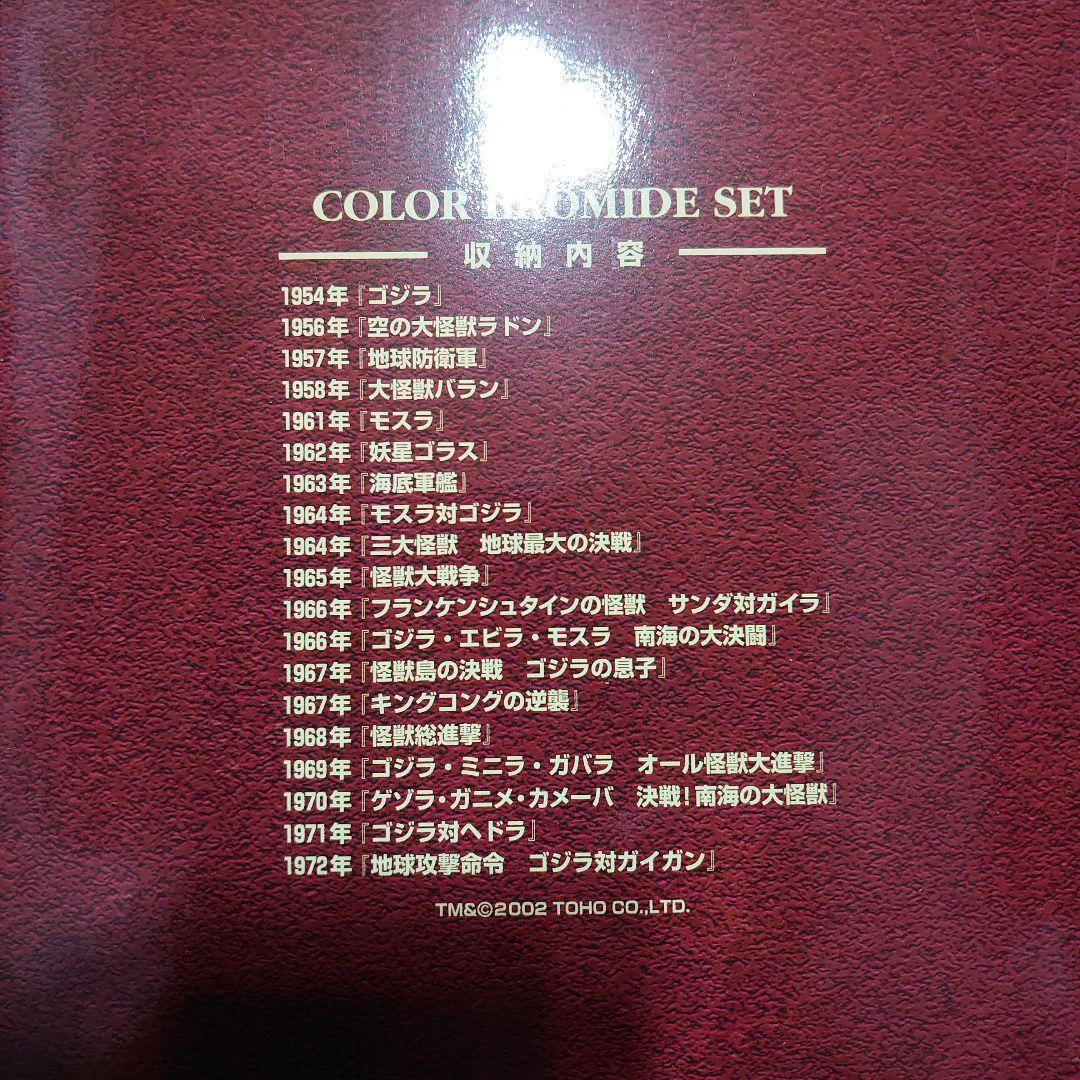 COLOR BROMIDE SET
収納内容
1954年『ゴジラ』
1956年『空の大怪獣ラドン』
1957年『地球防衛軍』
1958年『大怪獣バラン』
1961年『モスラ』
1962年『妖星ゴラス』
1963年『海底軍艦』
1964年『モスラ対ゴジラ』
1964年『三大怪獣　地球最大の決戦』
1965年『怪獣大戦争』
1966年『フランケンシュタインの怪獣　サンダ対ガイラ』
1966年『ゴジラ・エビラ・モスラ　南海の大決闘』
1967年『怪獣島の決戦　ゴジラの息子』
1967年『キングコングの逆襲』
1968年『怪獣総進撃』
1969年『ゴジラ・ミニラ・ガバラ　オール怪獣大進撃』
1970年『ゲゾラ・ガニメ・カメーバ　決戦!南海の大怪獣』
1971年『ゴジラ対ヘドラ』
1972年『地球攻撃命令　ゴジラ対ガイガン』
TM&©2002 TOHO CO.,LTD.